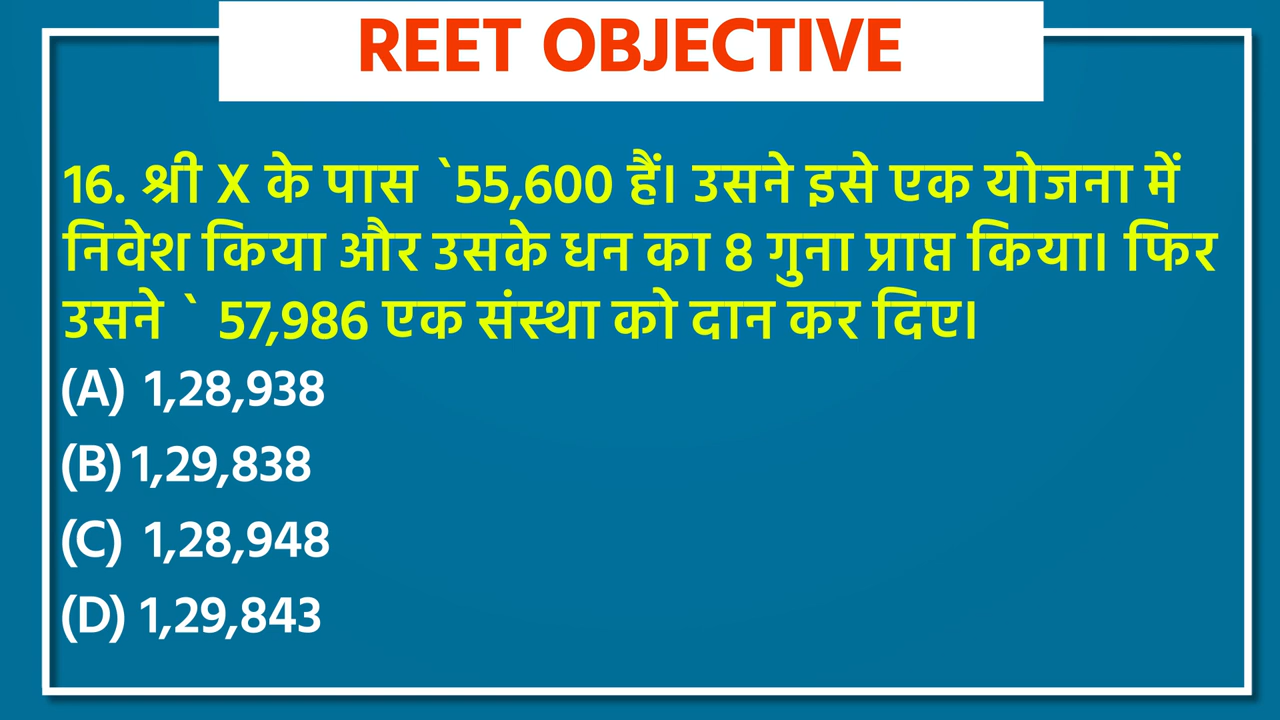 REET OBJECTIVE
16. श्री X के पास `55,600 हैं। उसने इसे एक योजना में
निवेश किया और उसके धन का 8 गुना प्राप्त किया। फिर
उसने ` 57,986 एक संस्था को दान कर दिए।
(A) 1,28,938
(B) 1,29,838
(C) 1,28,948
(D) 1,29,843